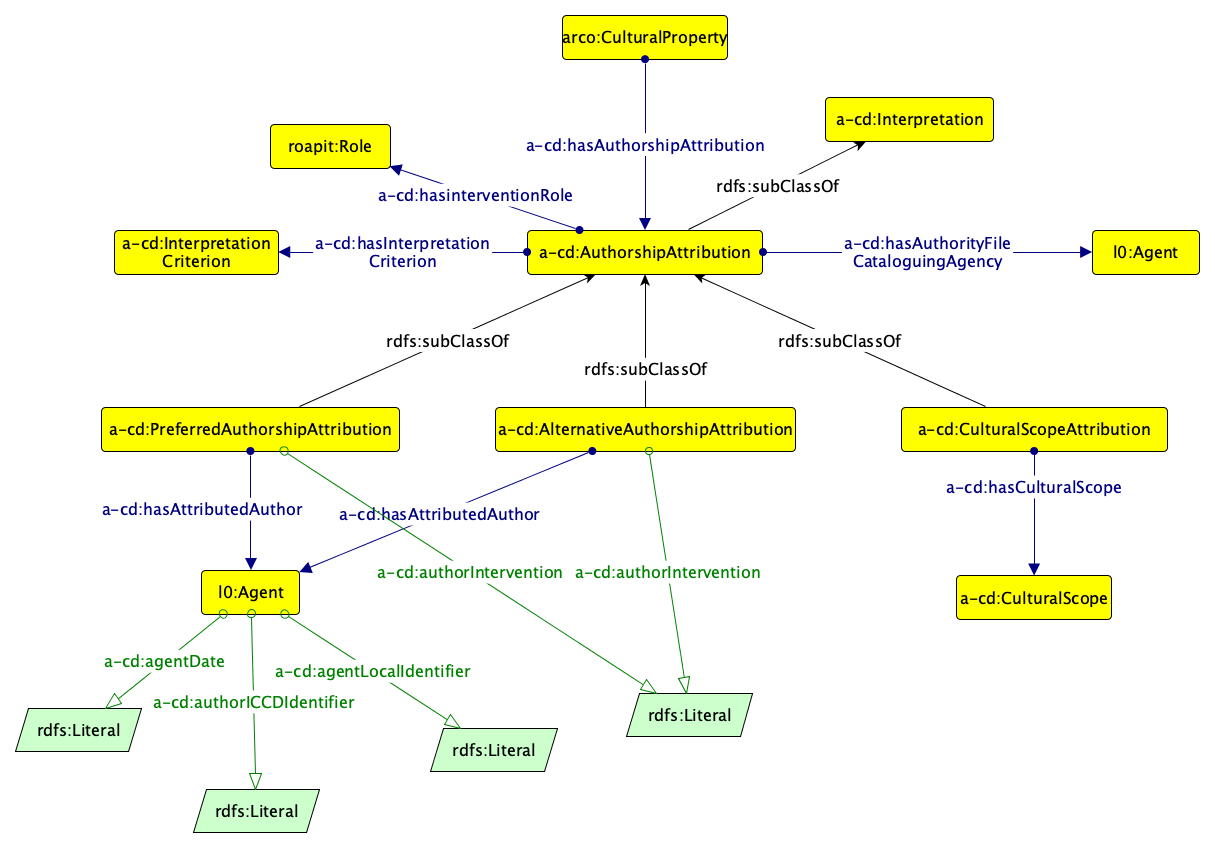 arco:CulturalProperty
a-cd:Interpretation
roapit:Role
a-cd:hasAuthorshipAttribution
rdfs:subClassOf
a-cd:hasinterventionRole
a-cd:Interpretation
Criterion
a-cd:hasInterpretation
Criterion
a-cd:AuthorshipAttribution
a-cd:hasAuthorityFile
CataloguingAgency
l0:Agent
rdfs:subClassOf
rdfs:subClassOf
rdfs:subClassOf
a-cd:PreferredAuthorshipAttribution
a-cd:AlternativeAuthorshipAttribution
a-cd:CulturalScopeAttribution
a-cd:hasAttributedAuthor
a-cd:hasAttributedAuthor
a-cd:hasCulturalScope
a-cd:authorIntervention
a-cd:authorIntervention
l0:Agent
a-cd:CulturalScope
a-cd:agentDate
a-cd:agentLocalIdentifier
a-cd:authorICCDIdentifier
rdfs:Literal
rdfs:Literal
rdfs:Literal
rdfs:Literal